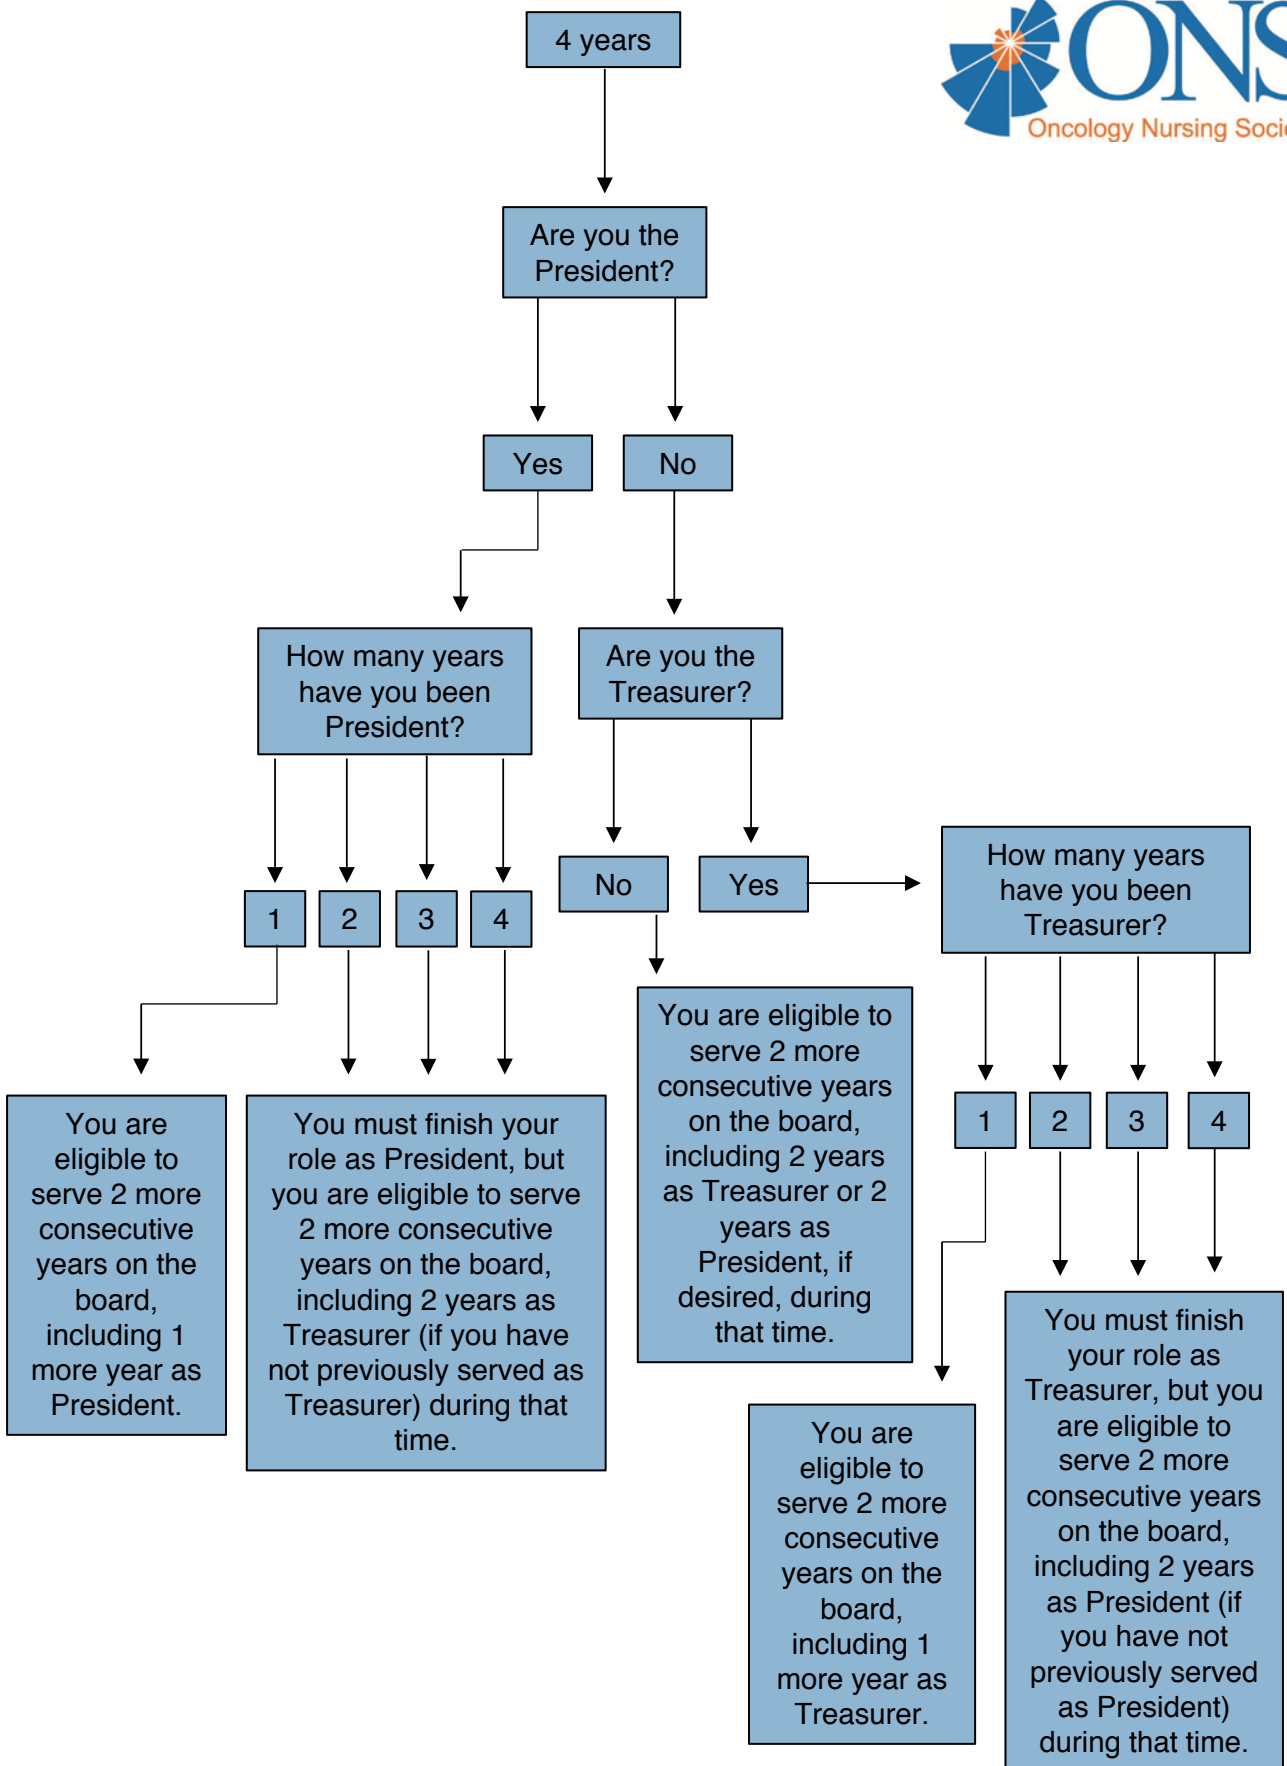 4 years
ONS
Oncology Nursing
Are you the
President?
Yes
No
How many years
have you been
President?
Are you the
Treasurer?
No
Yes
How many years
have you been
Treasurer?
1
2
3
4
You are
eligible to
serve 2 more
consecutive
years on the
board,
including 1
more year as
President.
You must finish your
role as President, but
you are eligible to serve
2 more consecutive
years on the board,
including 2 years as
Treasurer (if you have
not previously served as
Treasurer) during that
time.
You are eligible to
serve 2 more
consecutive years
on the board,
including 2 years
as Treasurer or 2
years as
President, if
desired, during
that time.
1
2
3
4
You are
eligible to
serve 2 more
consecutive
years on the
board,
including 1
more year as
Treasurer.
You must finish
your role as
Treasurer, but you
are eligible to
serve 2 more
consecutive years
on the board,
including 2 years
as President (if
you have not
previously served
as President)
during that time.